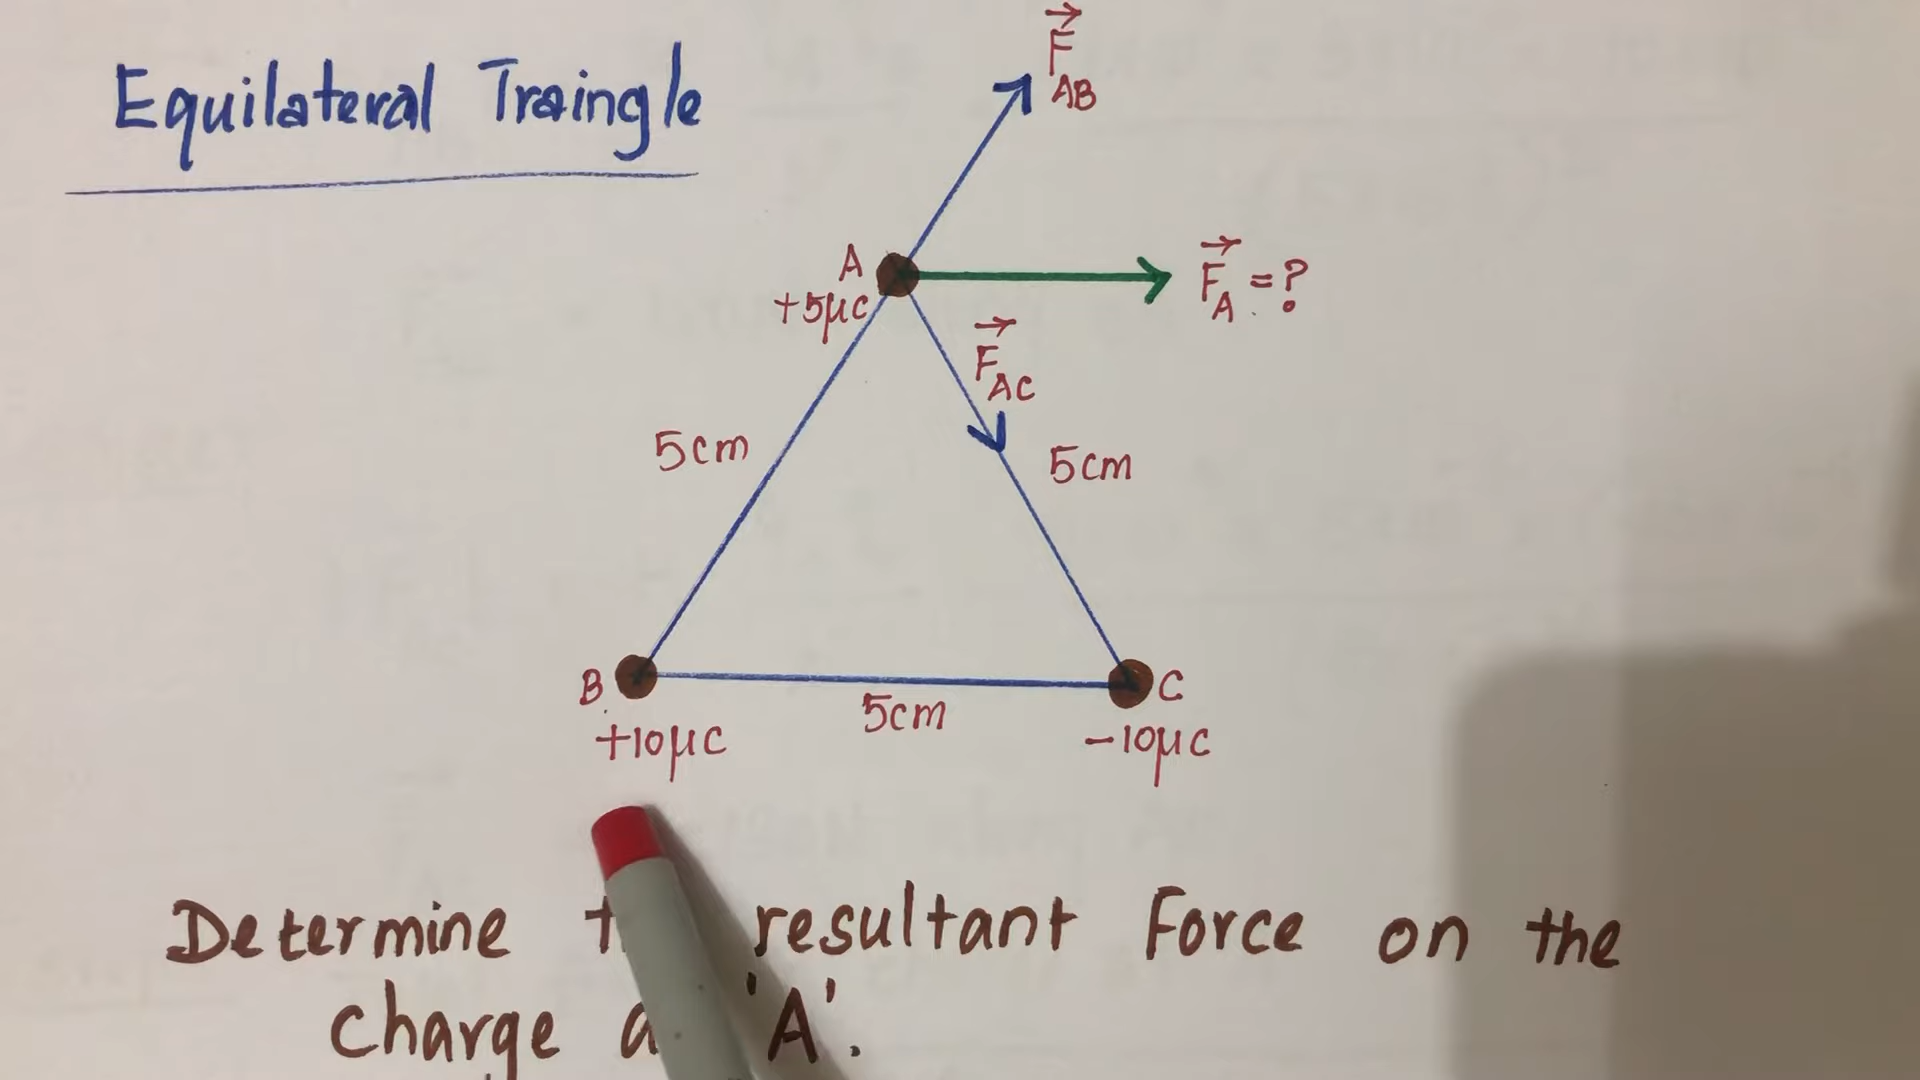 Equilateral Traingle
F AB
A
+5μC
F A = ?
F AC
5cm
5cm
B
C
5cm
+10μC
-10μC
Determine resultant Force on the
charge 'A'.